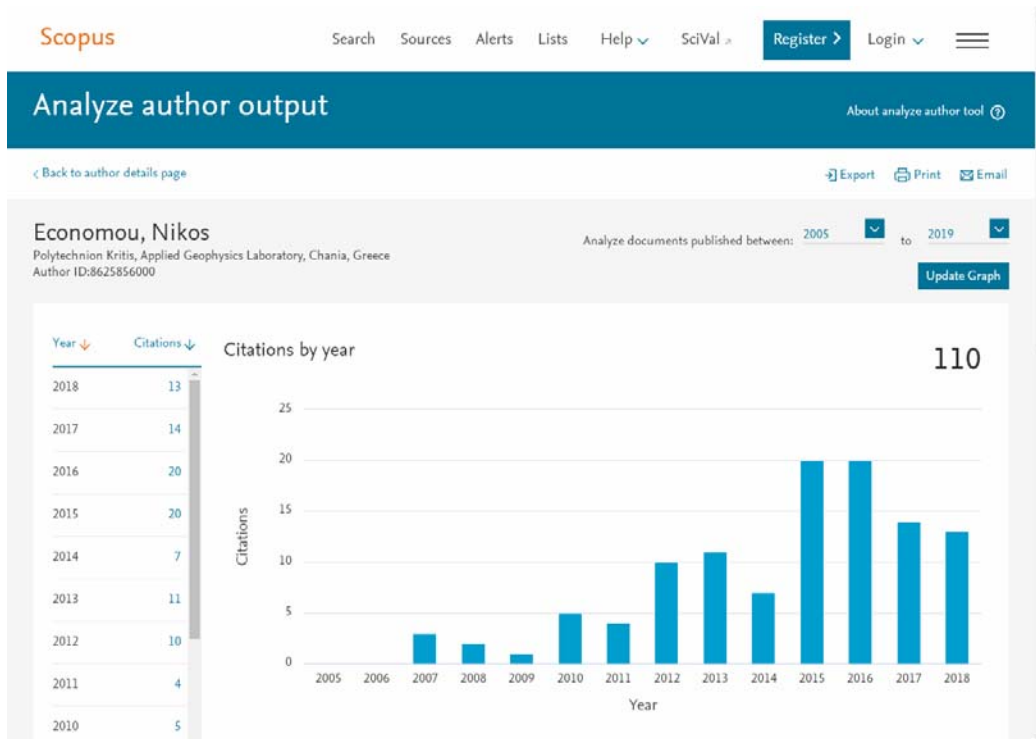 Scopus
Search Sources Alerts Lists Help SciVal Register Login
Analyze author output
About analyze author tool
Back to author details page
Export Print Email
Economou, Nikos
Polytechnion Kritis, Applied Geophysics Laboratory, Chania, Greece
Author ID:8625856000
Analyze documents published between: 2005 to 2019
Update Graph
Year Citations
2018 13
2017 14
2016 20
2015 20
2014 7
2013 11
2012 10
2011 4
2010 5
Citations by year
110
25
20
15
10
5
0
Citations
2005 2006 2007 2008 2009 2010 2011 2012 2013 2014 2015 2016 2017 2018
Year